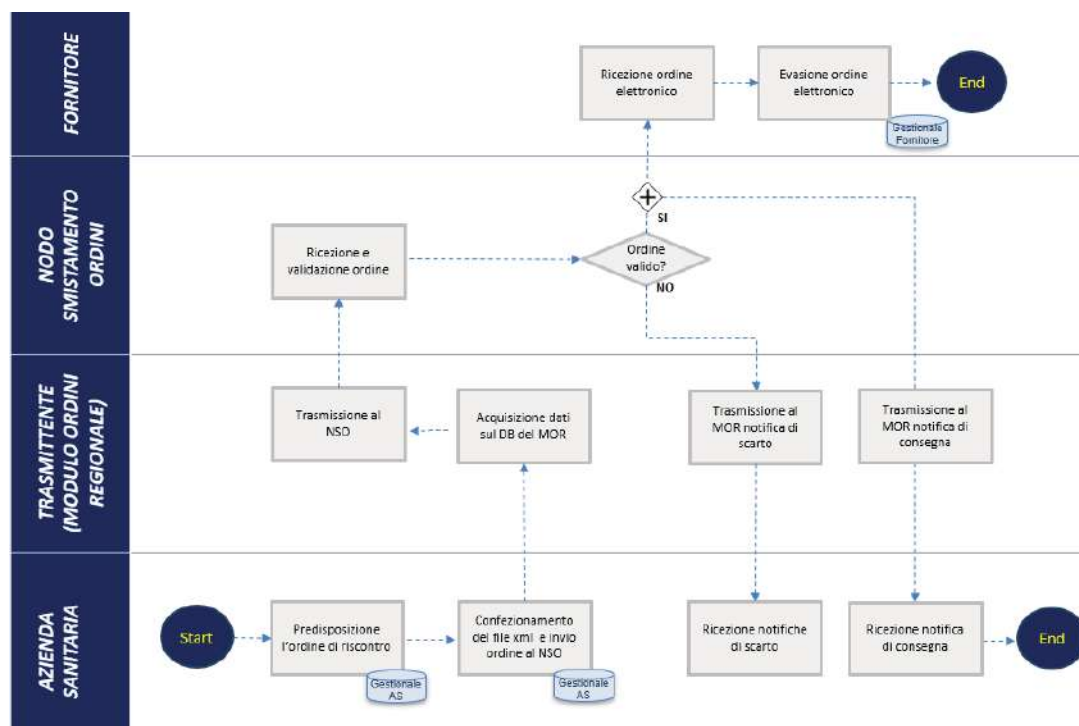 FORNITORE
Ricezione ordine
elettronico
Evasione ordine
elettronico
End
Gestionale
Fornitore
NODO
SMISTAMENTO
ORDINI
Ricezione e
validazione ordine
Ordine
valido?
SI
NO
TRASMITTENTE
(MODULO ORDINI
REGIONALE)
Trasmissione al
NSO
Acquisizione dati
sul DB del MOR
Trasmissione al
MOR notifica di
scarto
Trasmissione al
MOR notifica di
consegna
AZIENDA
SANITARIA
Start
Predisposizione
l'ordine di riscontro
Gestionale
AS
Confezionamento
del file xml e invio
ordine al NSO
Gestionale
AS
Ricezione notifiche
di scarto
Ricezione notifica
di consegna
End